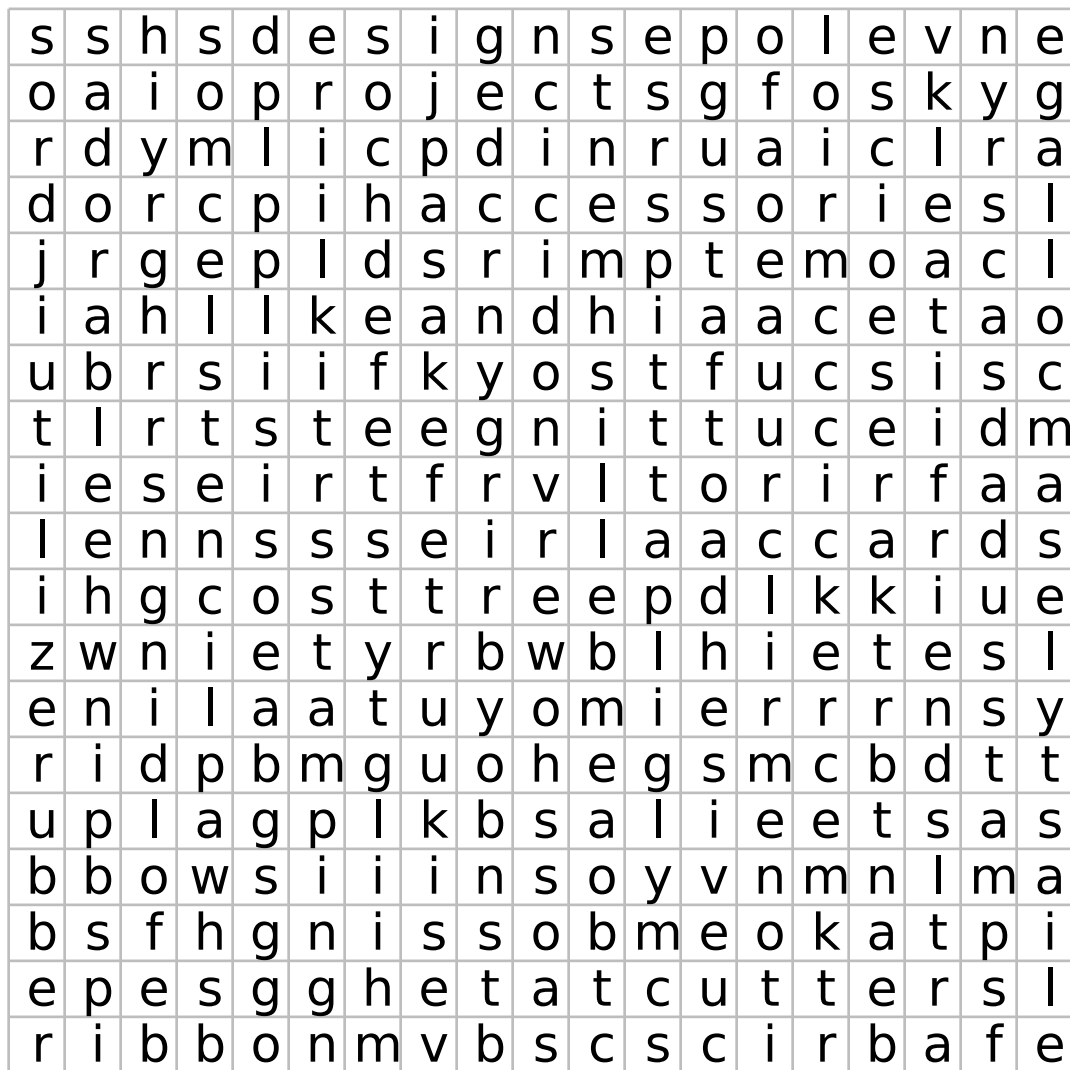 s s h s d e s i g n s e p o l e v n e
o a i o p r o j e c t s g f o s k y g
r d y m l i c p d i n r u a i c l r a
d o r c p i h a c c e s s o r i e s l
j r g e p l d s r i m p t e m o a c l
i a h l l k e a n d h i a a c e t a o
u b r s i i f k y o s t f u c s i s c
t l r t s t e e g n i t t u c e i d m
i e s e i r t f r v l t o r i r f a a
l e n n s s s e i r l a a c c a r d s
i h g c o s t t r e e p d l k k i u e
z w n i e t y r b w b l h i e t e s l
e n i l a a t u y o m i e r r r n s y
r i d p b m g u o h e g s m c b d t t
u p l a g p l k b s a l i e e t s a s
b b o w s i i i n s o y v n m n l m a
b s f h g n i s s o b m e o k a t p i
e p e s g g h e t a t c u t t e r s l
r i b b o n m v b s c s c i r b a f e